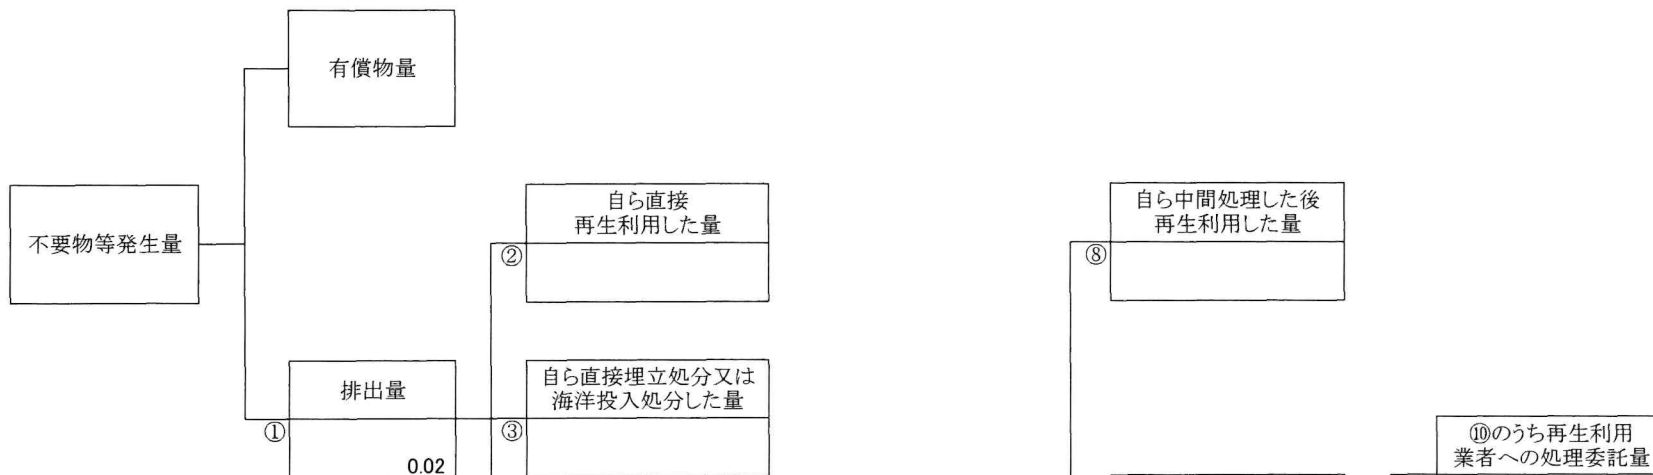 有償物量
不要物等発生量
自ら直接
再生利用した量
②
自ら中間処理した後
再生利用した量
⑧
排出量
①
0.02
自ら直接埋立処分又は
海洋投入処分した量
③
⑩のうち再生利用
業者への処理委託量